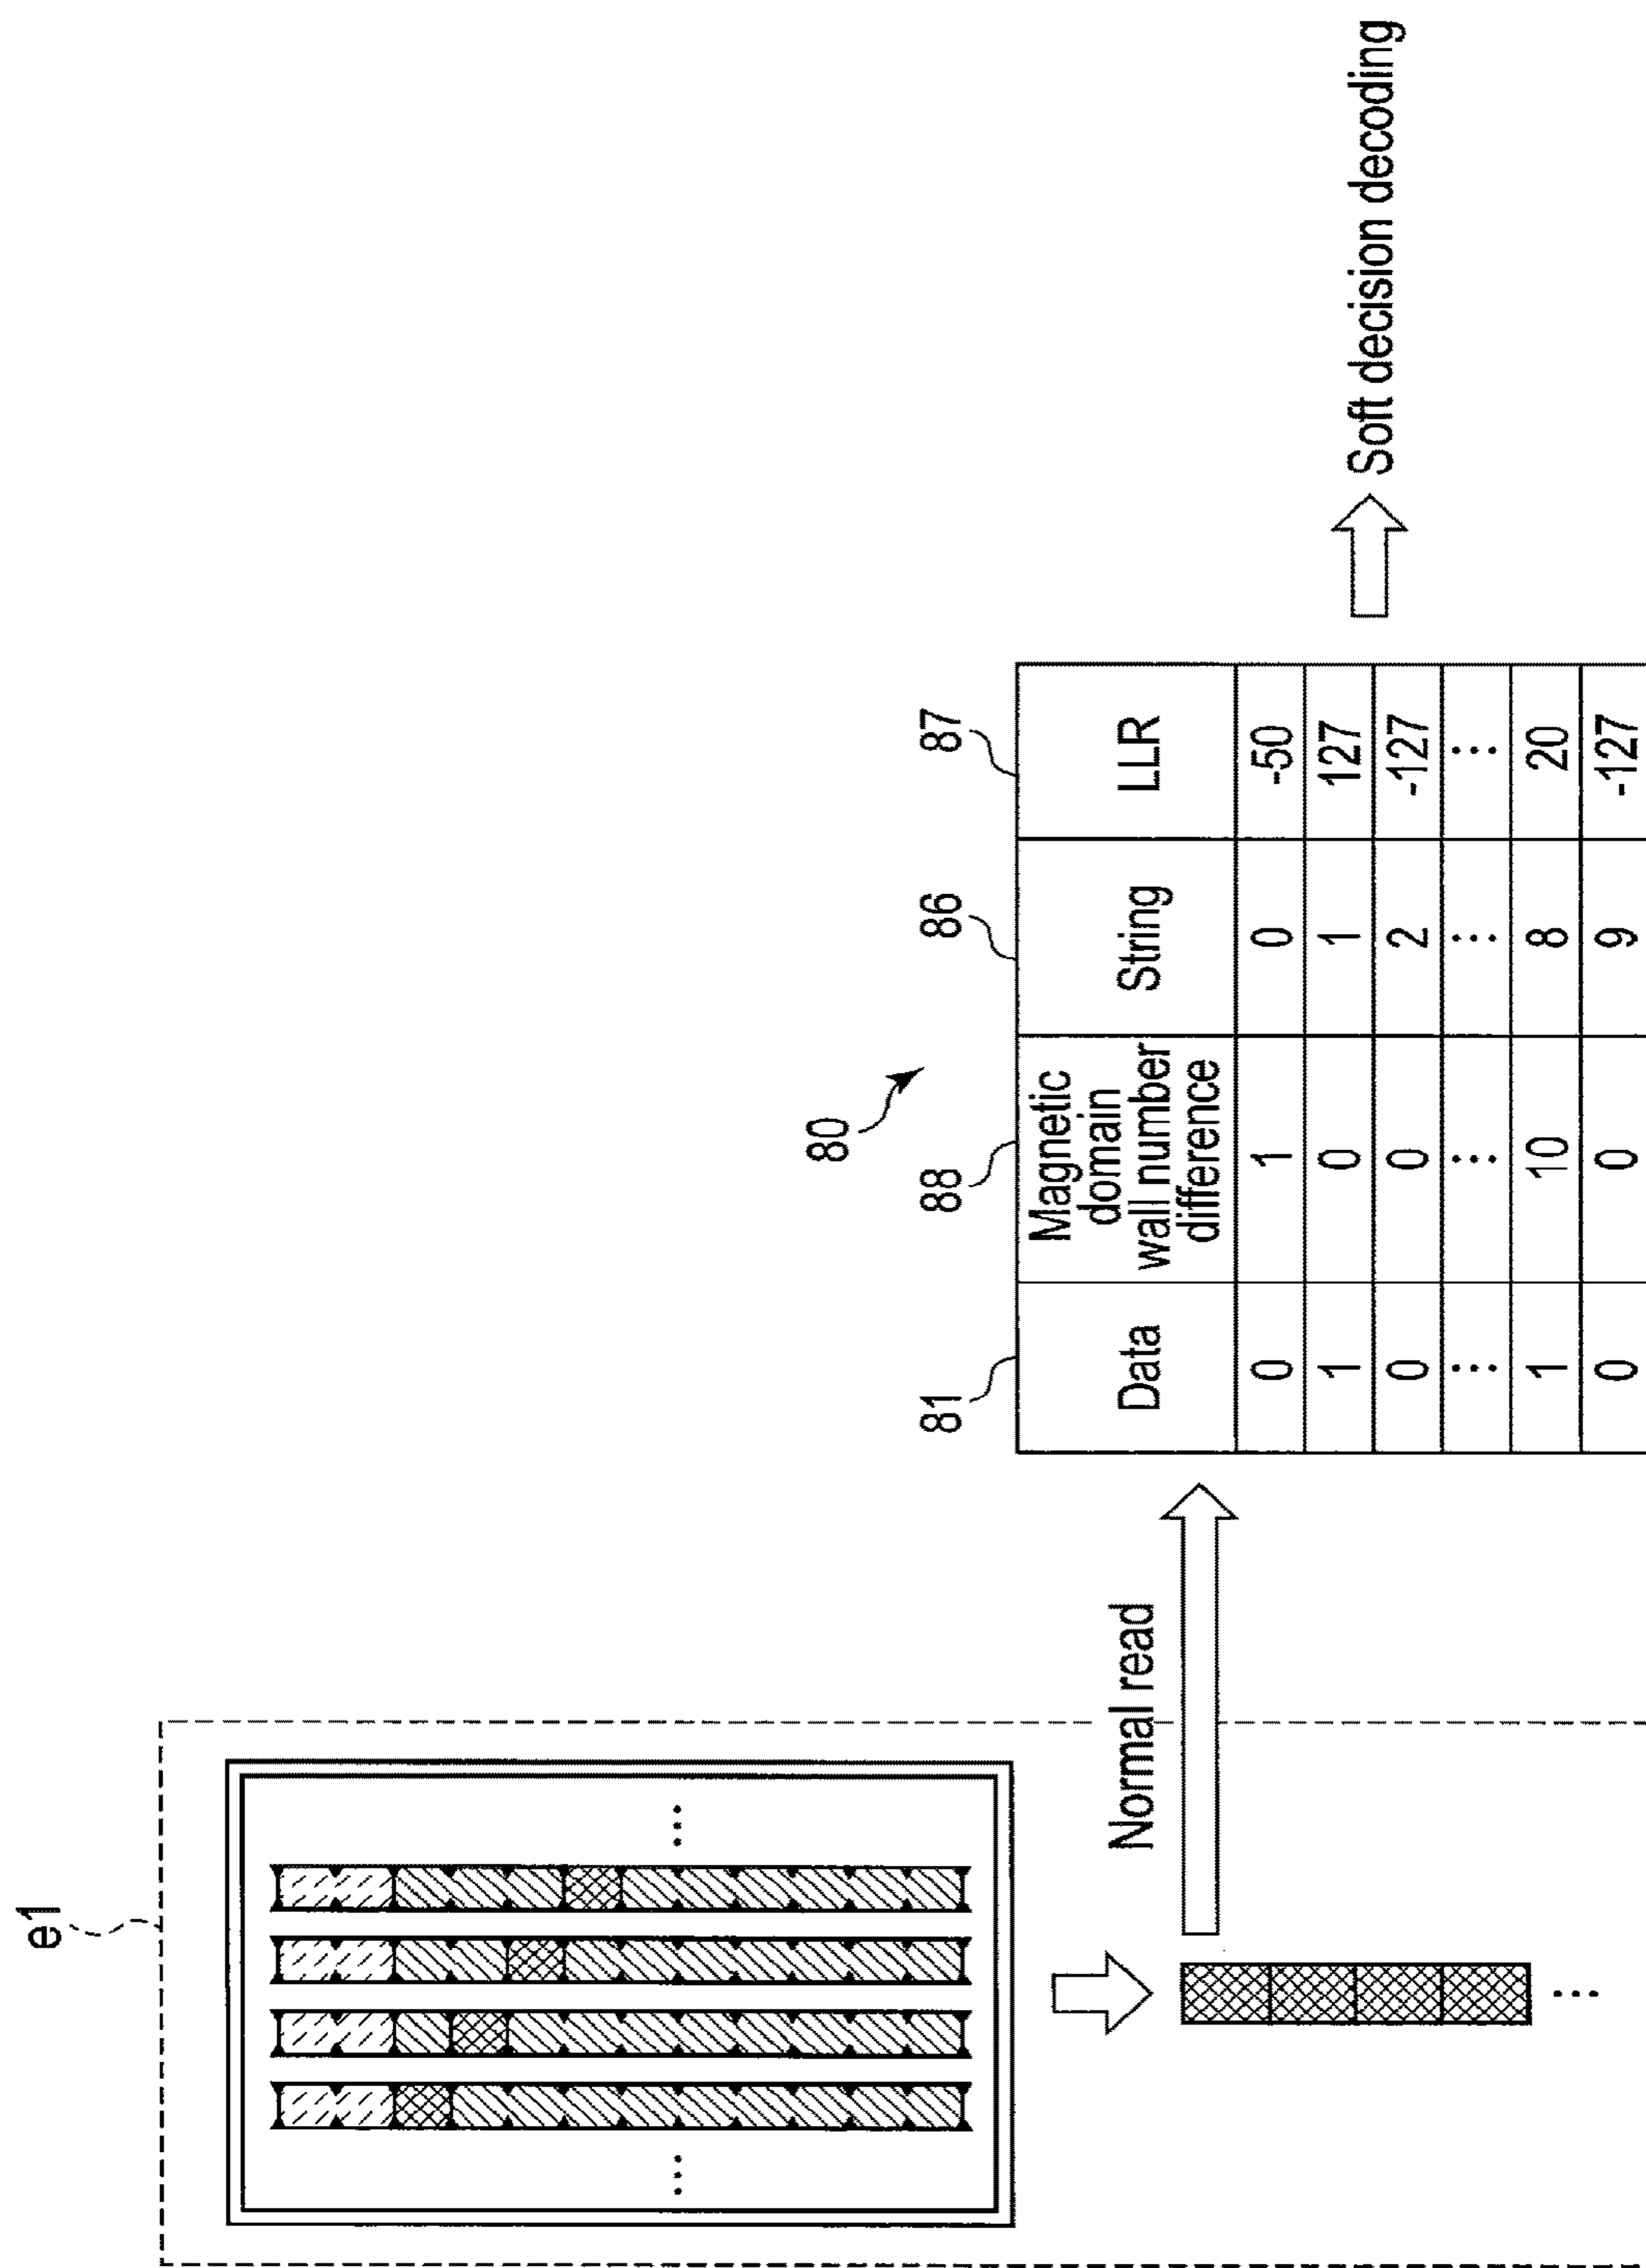 e1
Normal read
80
81 88 86 87
Data Magnetic domain wall number difference String LLR
0 1 0 -50
1 0 1 127
0 0 2 -127
⋮ ⋮ ⋮ ⋮
1 10 8 20
0 0 9 -127
Soft decision decoding